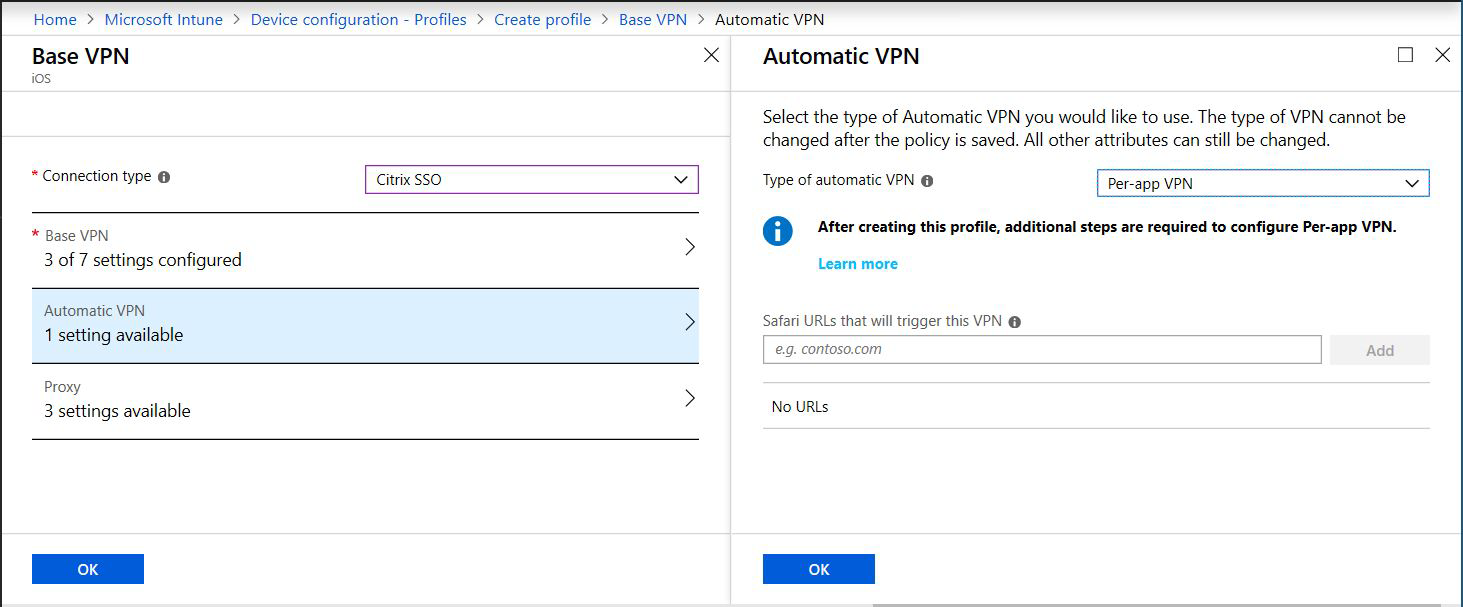 Home > Microsoft Intune > Device configuration - Profiles > Create profile > Base VPN > Automatic VPN
Base VPN
iOS
* Connection type
Citrix SSO
* Base VPN
3 of 7 settings configured
Automatic VPN
1 setting available
Proxy
3 settings available
OK
Automatic VPN
Select the type of Automatic VPN you would like to use. The type of VPN cannot be
changed after the policy is saved. All other attributes can still be changed.
Type of automatic VPN
Per-app VPN
After creating this profile, additional steps are required to configure Per-app VPN.
Learn more
Safari URLs that will trigger this VPN
e.g. contoso.com
Add
No URLs
OK